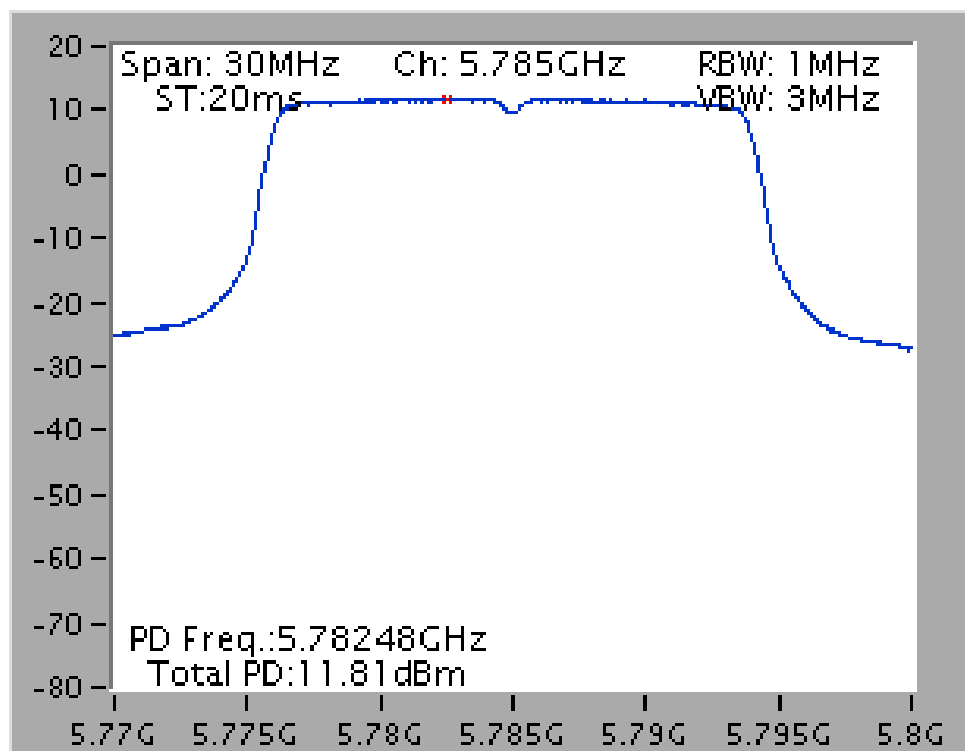 Span: 30MHz Ch: 5.785GHz RBW: 1MHz
ST:20ms VBW: 3MHz
20
10
0
-10
-20
-30
-40
-50
-60
-70
-80
PD Freq.:5.78248GHz
Total PD:11.81dBm
5.77G 5.775G 5.78G 5.785G 5.79G 5.795G 5.8G